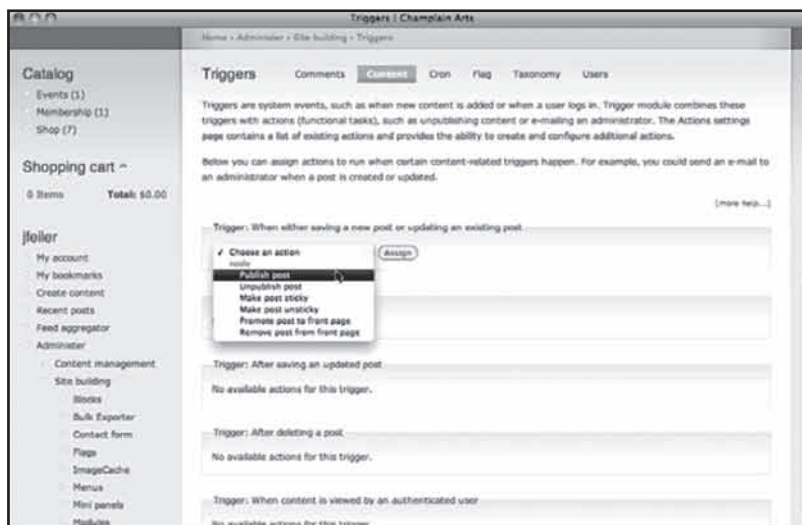 Triggers | Champlain Arts
Home » Administer » Site building » Triggers
Catalog
Events (1)
Membership (1)
Shop (7)
Shopping cart ^
0 Items Total: $0.00
jfeiler
My account
My bookmarks
Create content
Recent posts
Feed aggregator
Administer
Content management
Site building
Blocks
Bulk Exporter
Contact form
Flags
ImageCache
Menus
Mini panels
Modules
Triggers Comments Content Cron Flag Taxonomy Users
Triggers are system events, such as when new content is added or when a user logs in. Trigger module combines these
triggers with actions (functional tasks), such as unpublishing content or e-mailing an administrator. The Actions settings
page contains a list of existing actions and provides the ability to create and configure additional actions.
Below you can assign actions to run when certain content-related triggers happen. For example, you could send an e-mail to
an administrator when a post is created or updated.
[more help...]
Trigger: When either saving a new post or updating an existing post
✓ Choose an action Assign
node
Publish post
Unpublish post
Make post sticky
Make post unsticky
Promote post to front page
Remove post from front page
Trigger: After saving an updated post
No available actions for this trigger.
Trigger: After deleting a post
No available actions for this trigger.
Trigger: When content is viewed by an authenticated user
No available actions for this trigger.